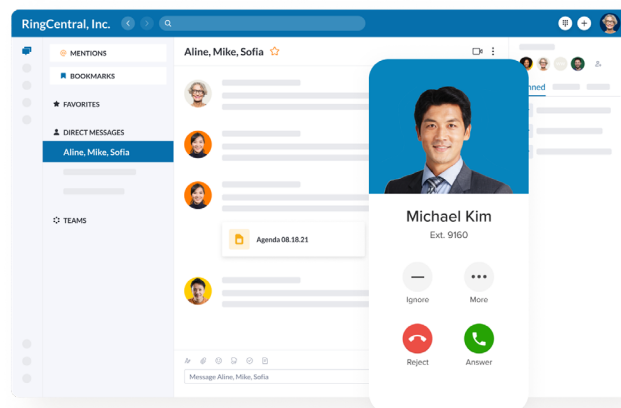 RingCentral, Inc.
MENTIONS
BOOKMARKS
FAVORITES
DIRECT MESSAGES
Aline, Mike, Sofia
TEAMS
Aline, Mike, Sofia
Agenda 08.18.21
Message Aline, Mike, Sofia
nned
Michael Kim
Ext. 9160
Ignore
More
Reject
Answer